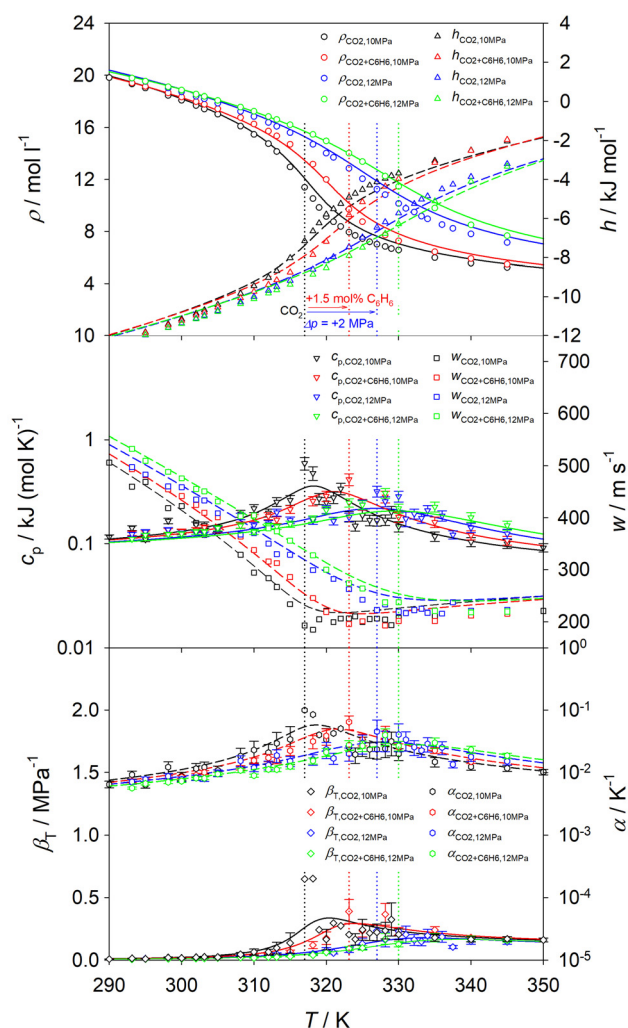 24 4
20 0
16 -2
12 -4
8 -6
4 -8
-10
10 -12
ρ / mol l⁻¹
h / kJ mol⁻¹
ρCO2,10MPa hCO2,10MPa
ρCO2+C6H6,10MPa hCO2+C6H6,10MPa
ρCO2,12MPa hCO2,12MPa
ρCO2+C6H6,12MPa hCO2+C6H6,12MPa
+1.5 mol% C6H6
CO2
Δp = +2 MPa
700
600
500
1 400
300
0.1 250
200
0.01 100
cp / kJ (mol K)⁻¹
w / m s⁻¹
cp,CO2,10MPa wCO2,10MPa
cp,CO2+C6H6,10MPa wCO2+C6H6,10MPa
cp,CO2,12MPa wCO2,12MPa
cp,CO2+C6H6,12MPa wCO2+C6H6,12MPa
10⁰
2.0 10⁻¹
1.5 10⁻²
1.0 10⁻³
0.5 10⁻⁴
0.0 10⁻⁵
βT / MPa⁻¹
α / K⁻¹
βT,CO2,10MPa αCO2,10MPa
βT,CO2+C6H6,10MPa αCO2+C6H6,10MPa
βT,CO2,12MPa αCO2,12MPa
βT,CO2+C6H6,12MPa αCO2+C6H6,12MPa
290 300 310 320 330 340 350
T / K